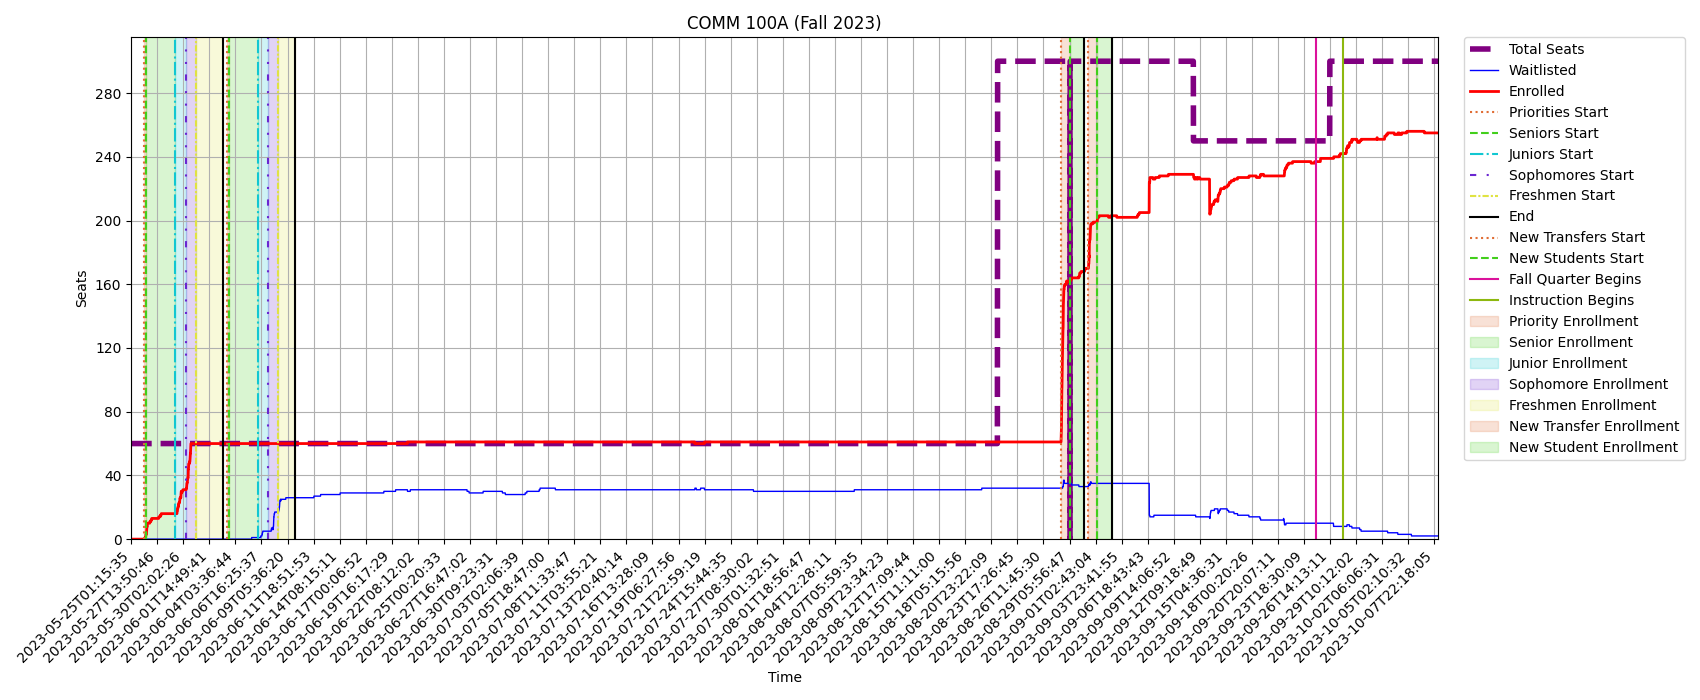 COMM 100A (Fall 2023)
Seats
280
240
200
160
120
80
40
0
2023-05-25T01:15:35
2023-05-27T13:50:46
2023-05-30T02:02:26
2023-06-01T14:49:41
2023-06-04T03:36:44
2023-06-06T16:25:37
2023-06-09T05:36:20
2023-06-11T18:51:53
2023-06-14T08:15:11
2023-06-17T00:06:52
2023-06-19T16:17:29
2023-06-22T08:12:02
2023-06-25T00:20:33
2023-06-27T16:47:02
2023-06-30T09:23:31
2023-07-03T02:06:39
2023-07-05T18:47:00
2023-07-08T11:33:47
2023-07-11T03:55:21
2023-07-13T20:40:14
2023-07-16T13:28:09
2023-07-19T06:27:56
2023-07-21T22:59:19
2023-07-24T15:44:35
2023-07-27T08:30:02
2023-07-30T01:32:51
2023-08-01T18:56:47
2023-08-04T12:28:11
2023-08-07T05:59:35
2023-08-09T23:34:23
2023-08-12T17:09:44
2023-08-15T11:11:00
2023-08-18T05:15:56
2023-08-20T23:22:09
2023-08-23T17:26:45
2023-08-26T11:45:30
2023-08-29T05:56:47
2023-09-01T02:43:04
2023-09-03T23:41:55
2023-09-06T18:43:43
2023-09-09T14:06:52
2023-09-12T09:18:49
2023-09-15T04:36:31
2023-09-18T00:20:26
2023-09-20T20:07:11
2023-09-23T18:30:09
2023-09-26T14:13:11
2023-09-29T10:12:02
2023-10-02T06:06:31
2023-10-05T02:10:32
2023-10-07T22:18:05
Time
Total Seats
Waitlisted
Enrolled
Priorities Start
Seniors Start
Juniors Start
Sophomores Start
Freshmen Start
End
New Transfers Start
New Students Start
Fall Quarter Begins
Instruction Begins
Priority Enrollment
Senior Enrollment
Junior Enrollment
Sophomore Enrollment
Freshmen Enrollment
New Transfer Enrollment
New Student Enrollment